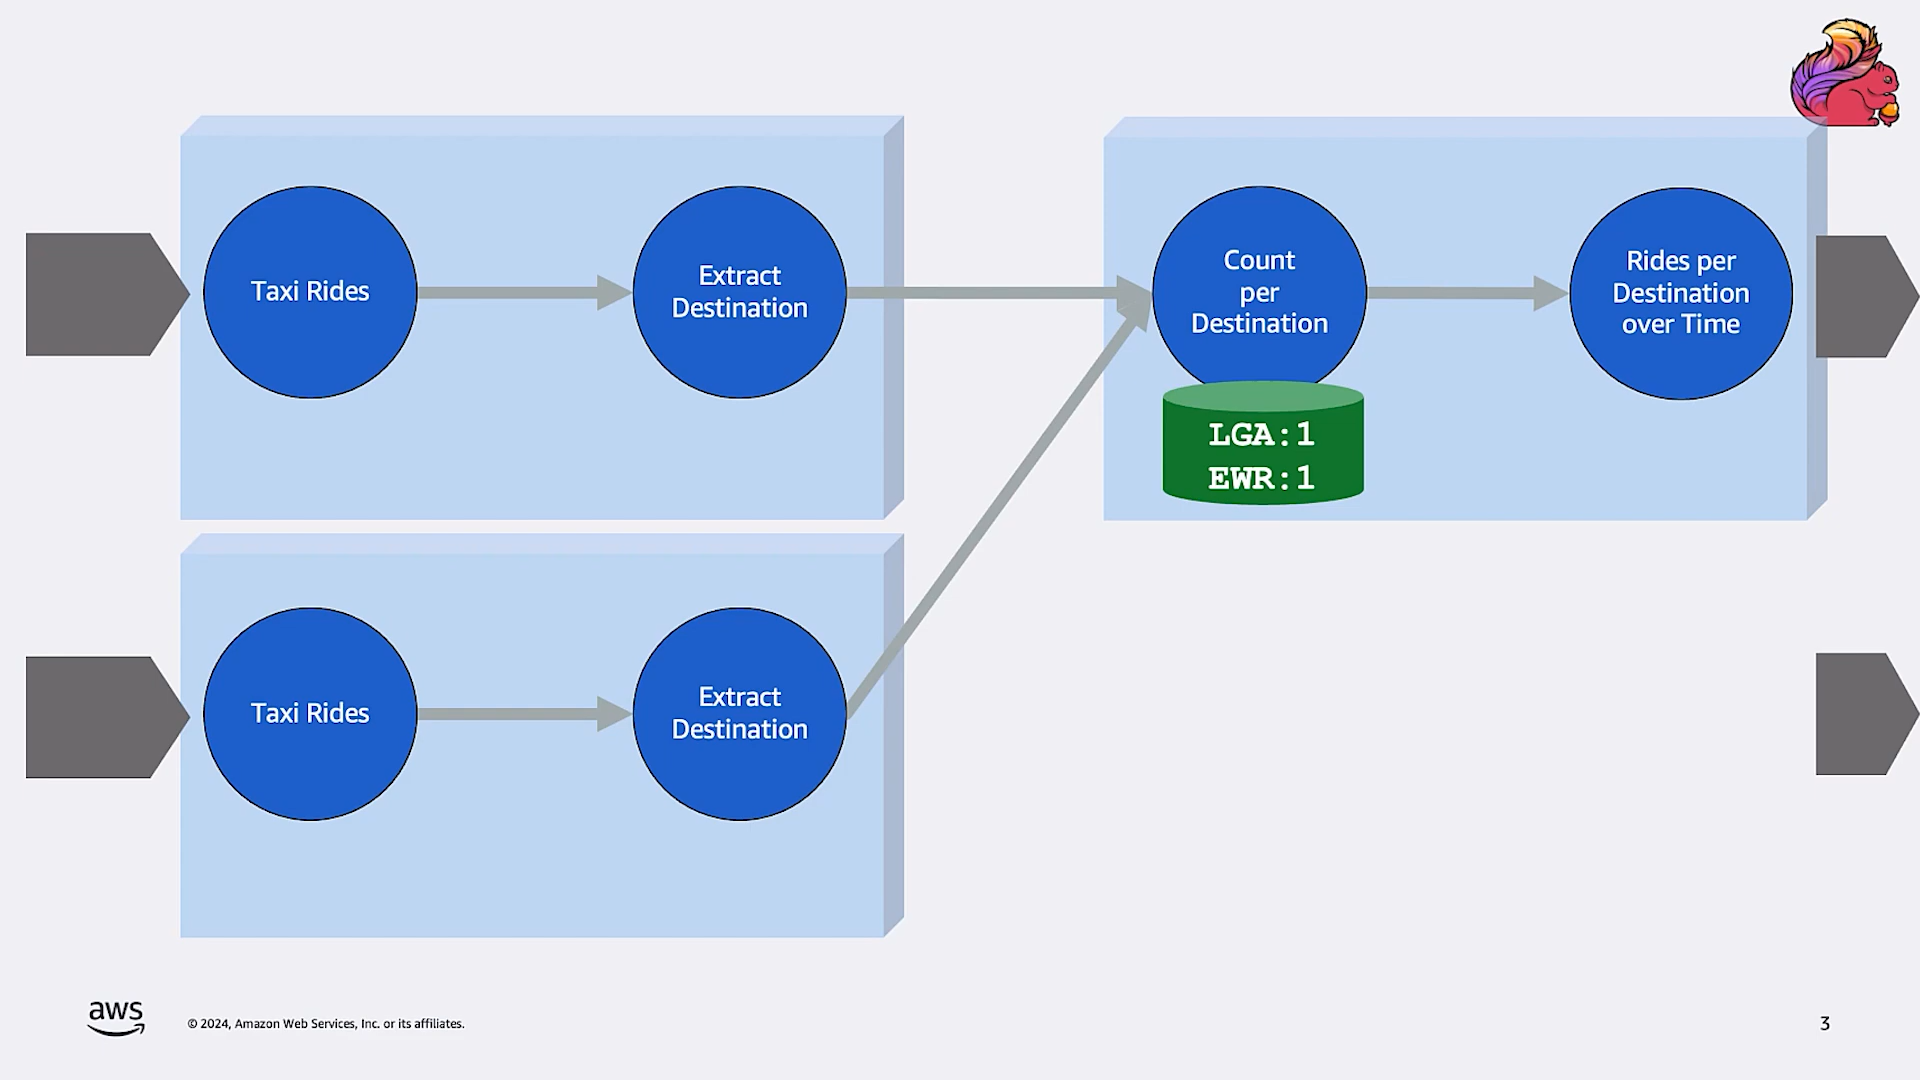 Taxi Rides
Extract
Destination
Count
per
Destination
Rides per
Destination
over Time
LGA:1
EWR:1
Taxi Rides
Extract
Destination
aws
© 2024, Amazon Web Services, Inc. or its affiliates.
3